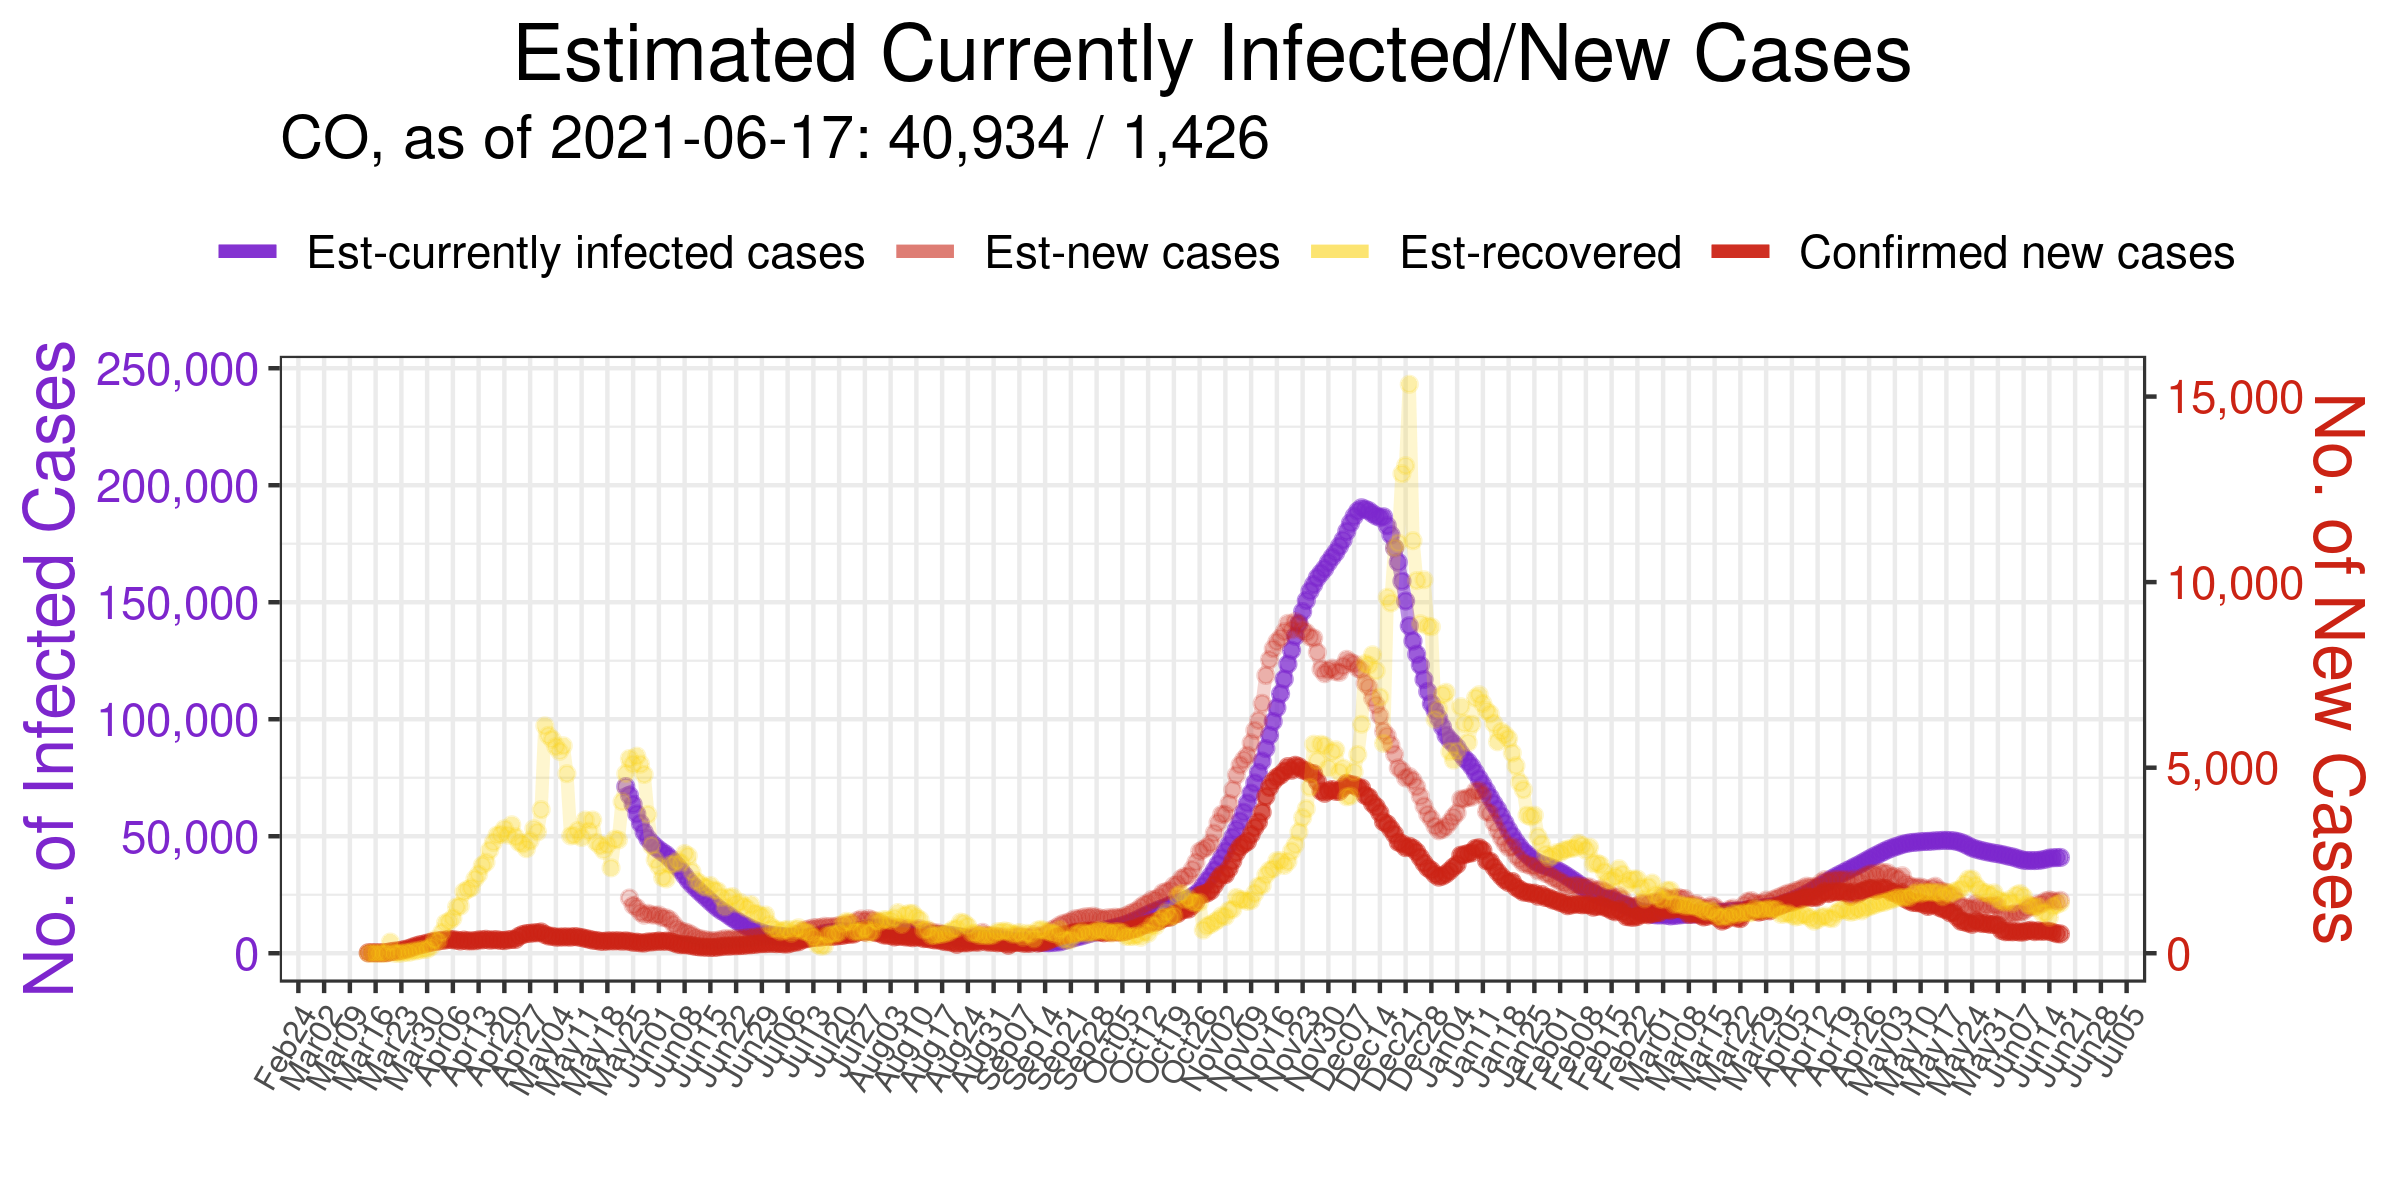 Estimated Currently Infected/New Cases
CO, as of 2021-06-17: 40,934 / 1,426
Est-currently infected cases Est-new cases Est-recovered Confirmed new cases
No. of Infected Cases
250,000
200,000
150,000
100,000
50,000
0
15,000
10,000
5,000
0
No. of New Cases
Feb24
Mar02
Mar09
Mar16
Mar23
Mar30
Apr06
Apr13
Apr20
Apr27
May04
May11
May18
May25
Jun01
Jun08
Jun15
Jun22
Jun29
Jul06
Jul13
Jul20
Jul27
Aug03
Aug10
Aug17
Aug24
Aug31
Sep07
Sep14
Sep21
Sep28
Oct05
Oct12
Oct19
Oct26
Nov02
Nov09
Nov16
Nov23
Nov30
Dec07
Dec14
Dec21
Dec28
Jan04
Jan11
Jan18
Jan25
Feb01
Feb08
Feb15
Feb22
Mar01
Mar08
Mar15
Mar22
Mar29
Apr05
Apr12
Apr19
Apr26
May03
May10
May17
May24
May31
Jun07
Jun14
Jun21
Jun28
Jul05